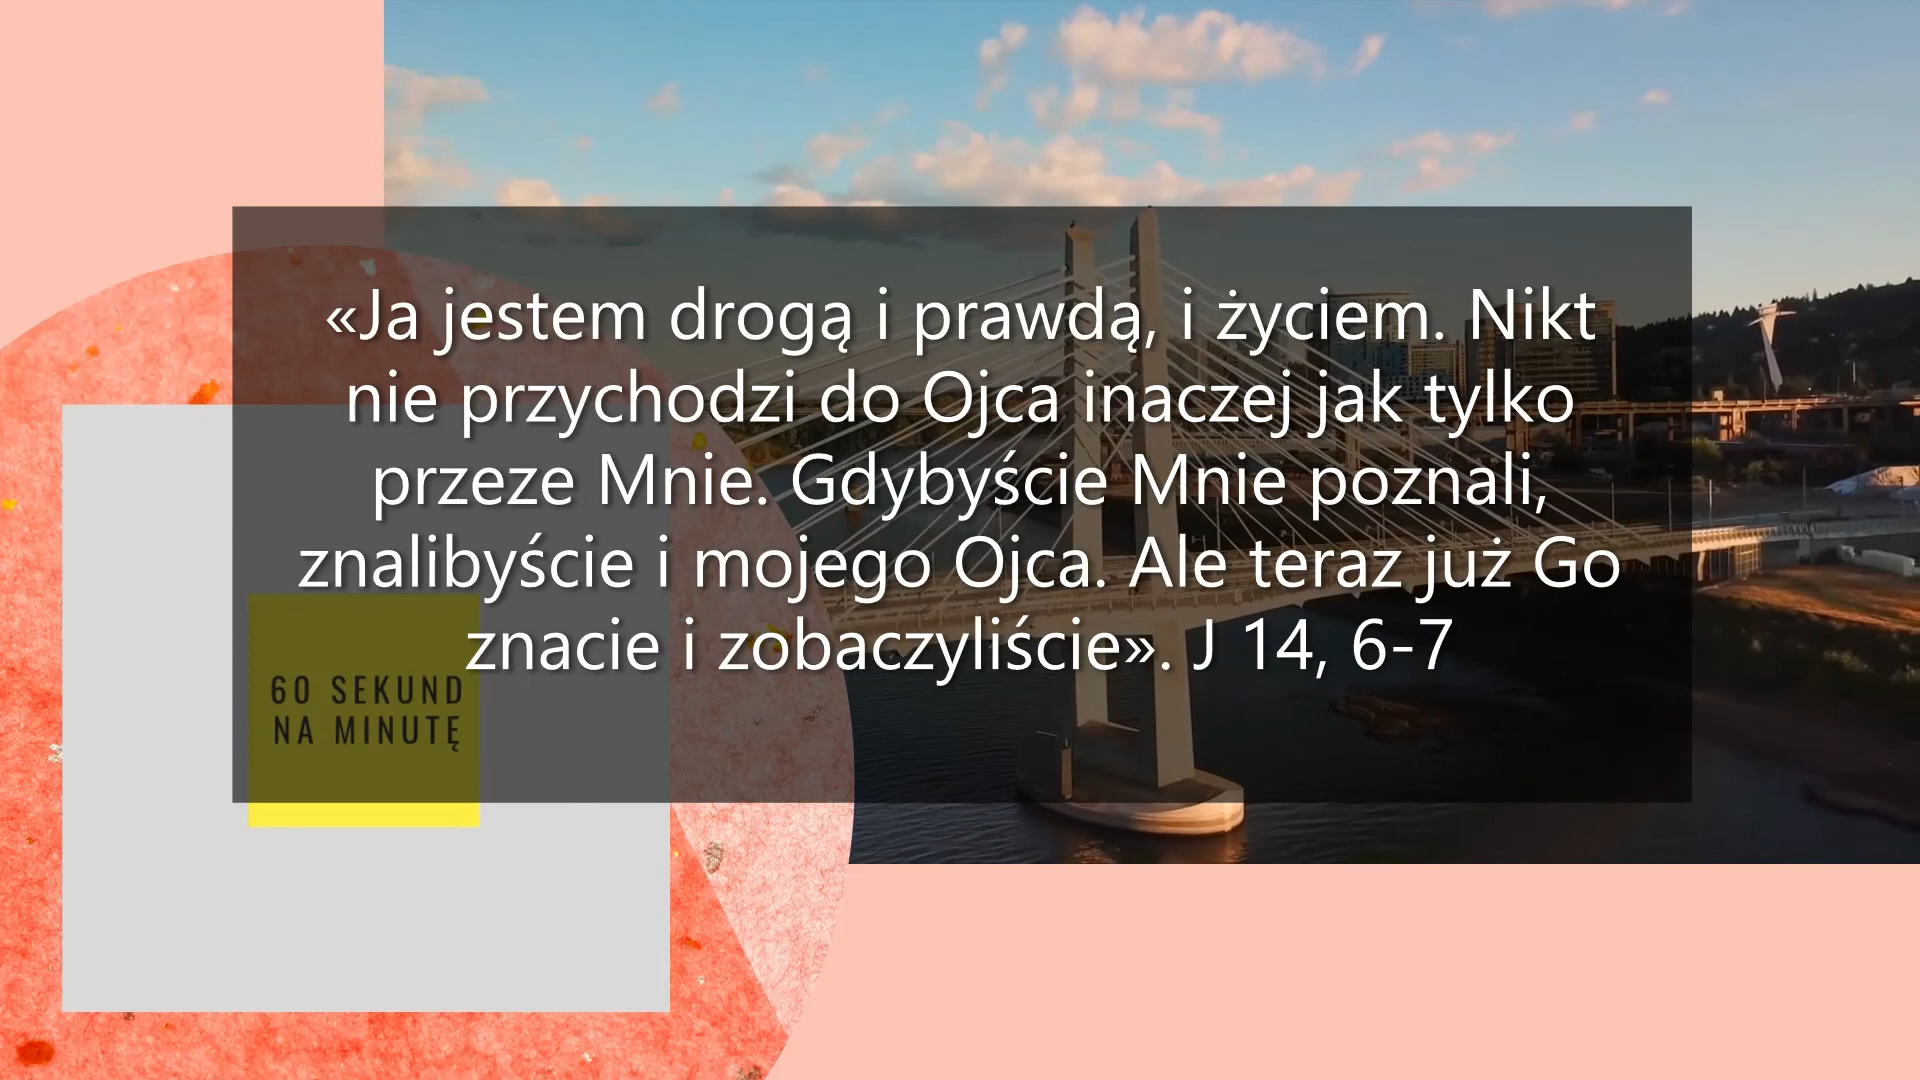 «Ja jestem drogą i prawdą, i życiem. Nikt
nie przychodzi do Ojca inaczej jak tylko
przeze Mnie. Gdybyście Mnie poznali,
znalibyście i mojego Ojca. Ale teraz już Go
znacie i zobaczyliście». J 14, 6-7
60 SEKUND
NA MINUTĘ